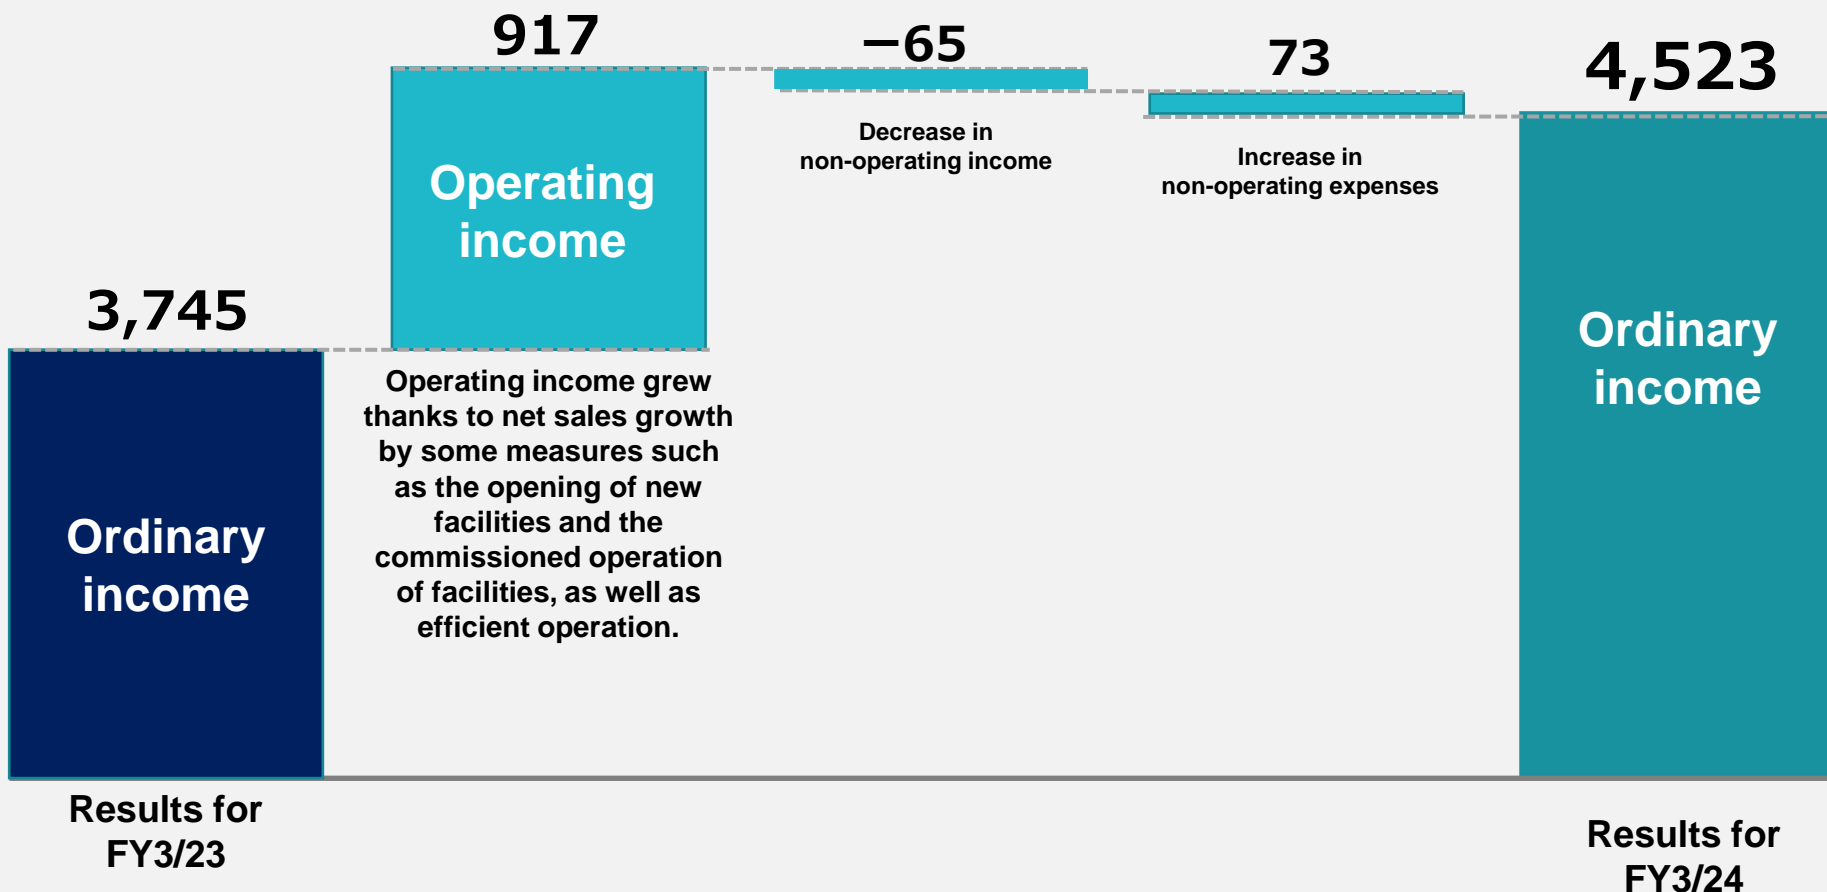 3,745
Ordinary
income
Results for
FY3/23
917
Operating
income
Operating income grew
thanks to net sales growth
by some measures such
as the opening of new
facilities and the
commissioned operation
of facilities, as well as
efficient operation.
−65
Decrease in
non-operating income
73
Increase in
non-operating expenses
4,523
Ordinary
income
Results for
FY3/24